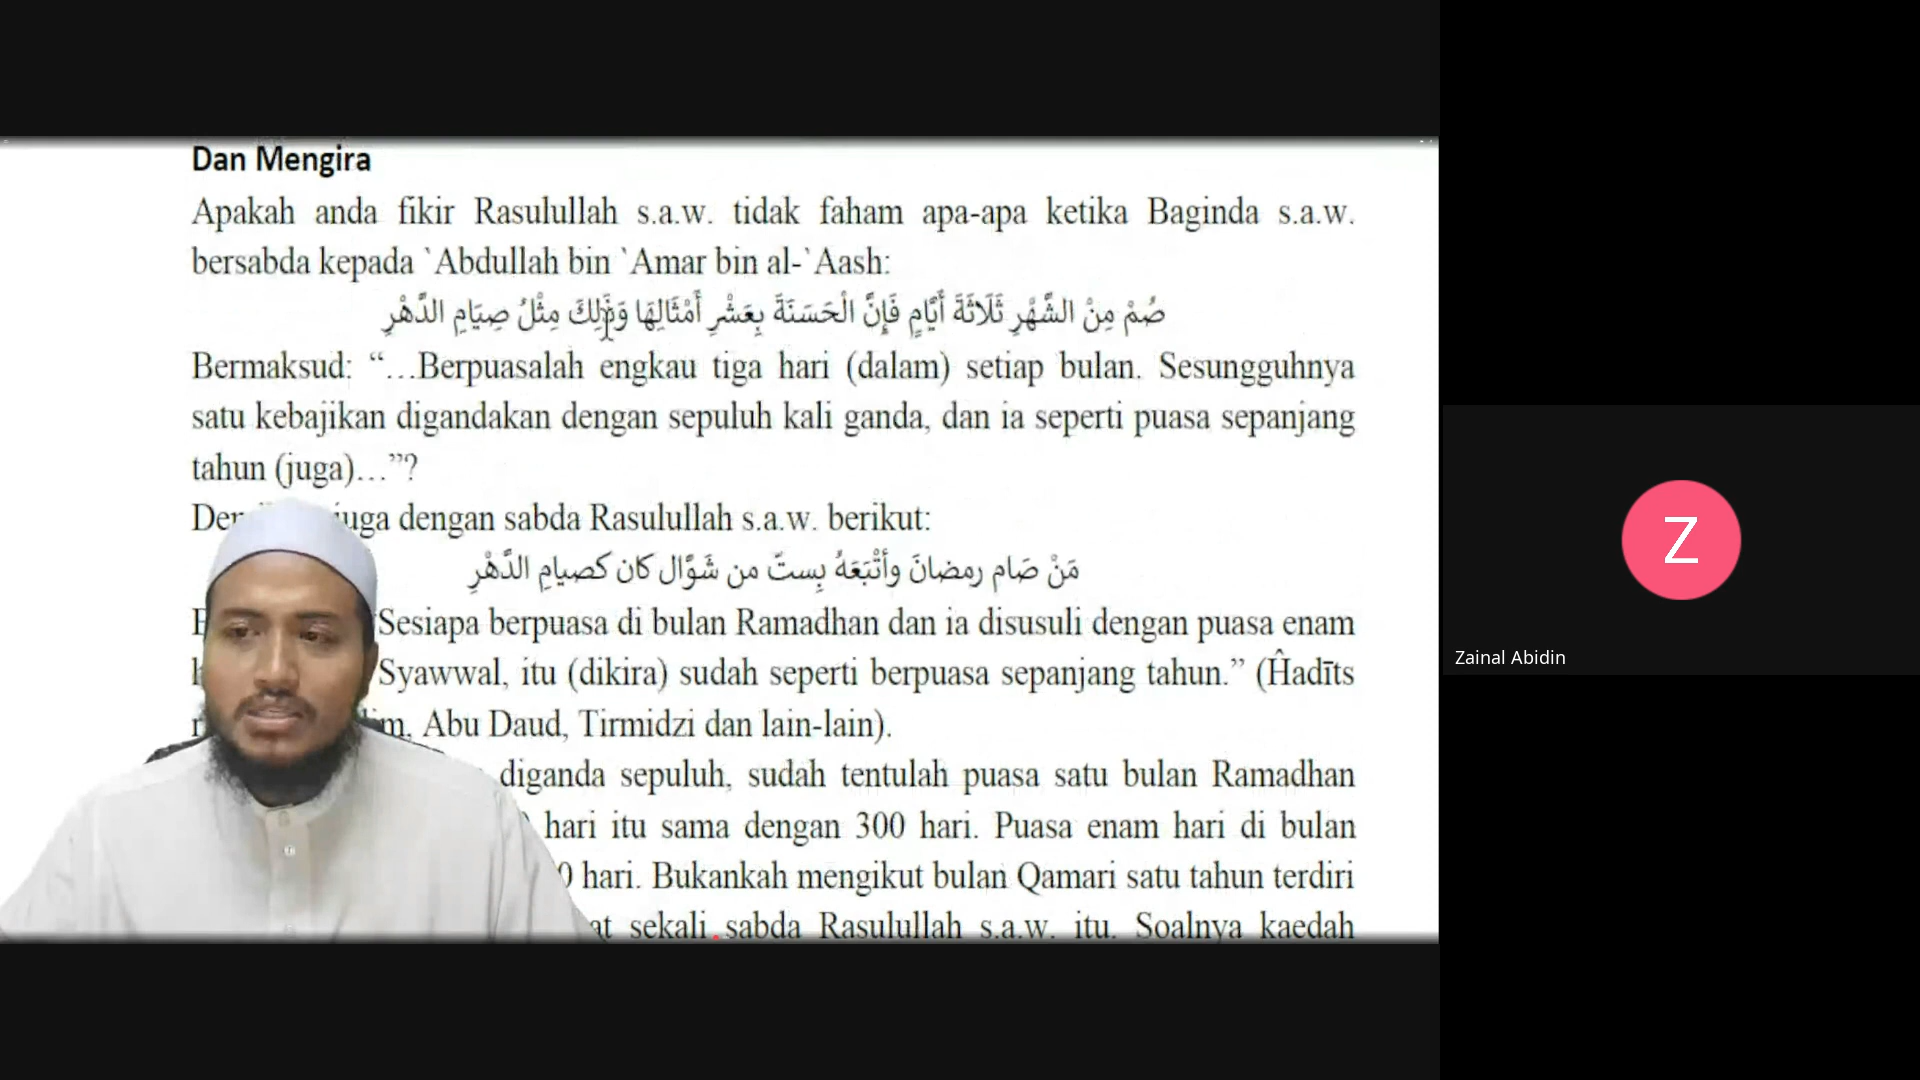 Dan Mengira
Apakah anda fikir Rasulullah s.a.w. tidak faham apa-apa ketika Baginda s.a.w.
bersabda kepada `Abdullah bin `Amar bin al-`Aash:
صُمْ مِنْ الشَّهْرِ ثَلَاثَةَ أَيَّامٍ فَإِنَّ الْحَسَنَةَ بِعَشْرِ أَمْثَالِهَا وَذَٰلِكَ مِثْلُ صِيَامِ الدَّهْرِ
Bermaksud: “…Berpuasalah engkau tiga hari (dalam) setiap bulan. Sesungguhnya
satu kebajikan digandakan dengan sepuluh kali ganda, dan ia seperti puasa sepanjang
tahun (juga)…”?
juga dengan sabda Rasulullah s.a.w. berikut:
مَنْ صَام رمضانَ وأتْبَعَهُ بِستّ من شَوَّال كان كصيامِ الدَّهْرِ
Sesiapa berpuasa di bulan Ramadhan dan ia disusuli dengan puasa enam
Syawwal, itu (dikira) sudah seperti berpuasa sepanjang tahun.” (Ĥadīts
Abu Daud, Tirmidzi dan lain-lain).
diganda sepuluh, sudah tentulah puasa satu bulan Ramadhan
hari itu sama dengan 300 hari. Puasa enam hari di bulan
hari. Bukankah mengikut bulan Qamari satu tahun terdiri
sekali sabda Rasulullah s.a.w. itu. Soalnya kaedah
Z
Zainal Abidin